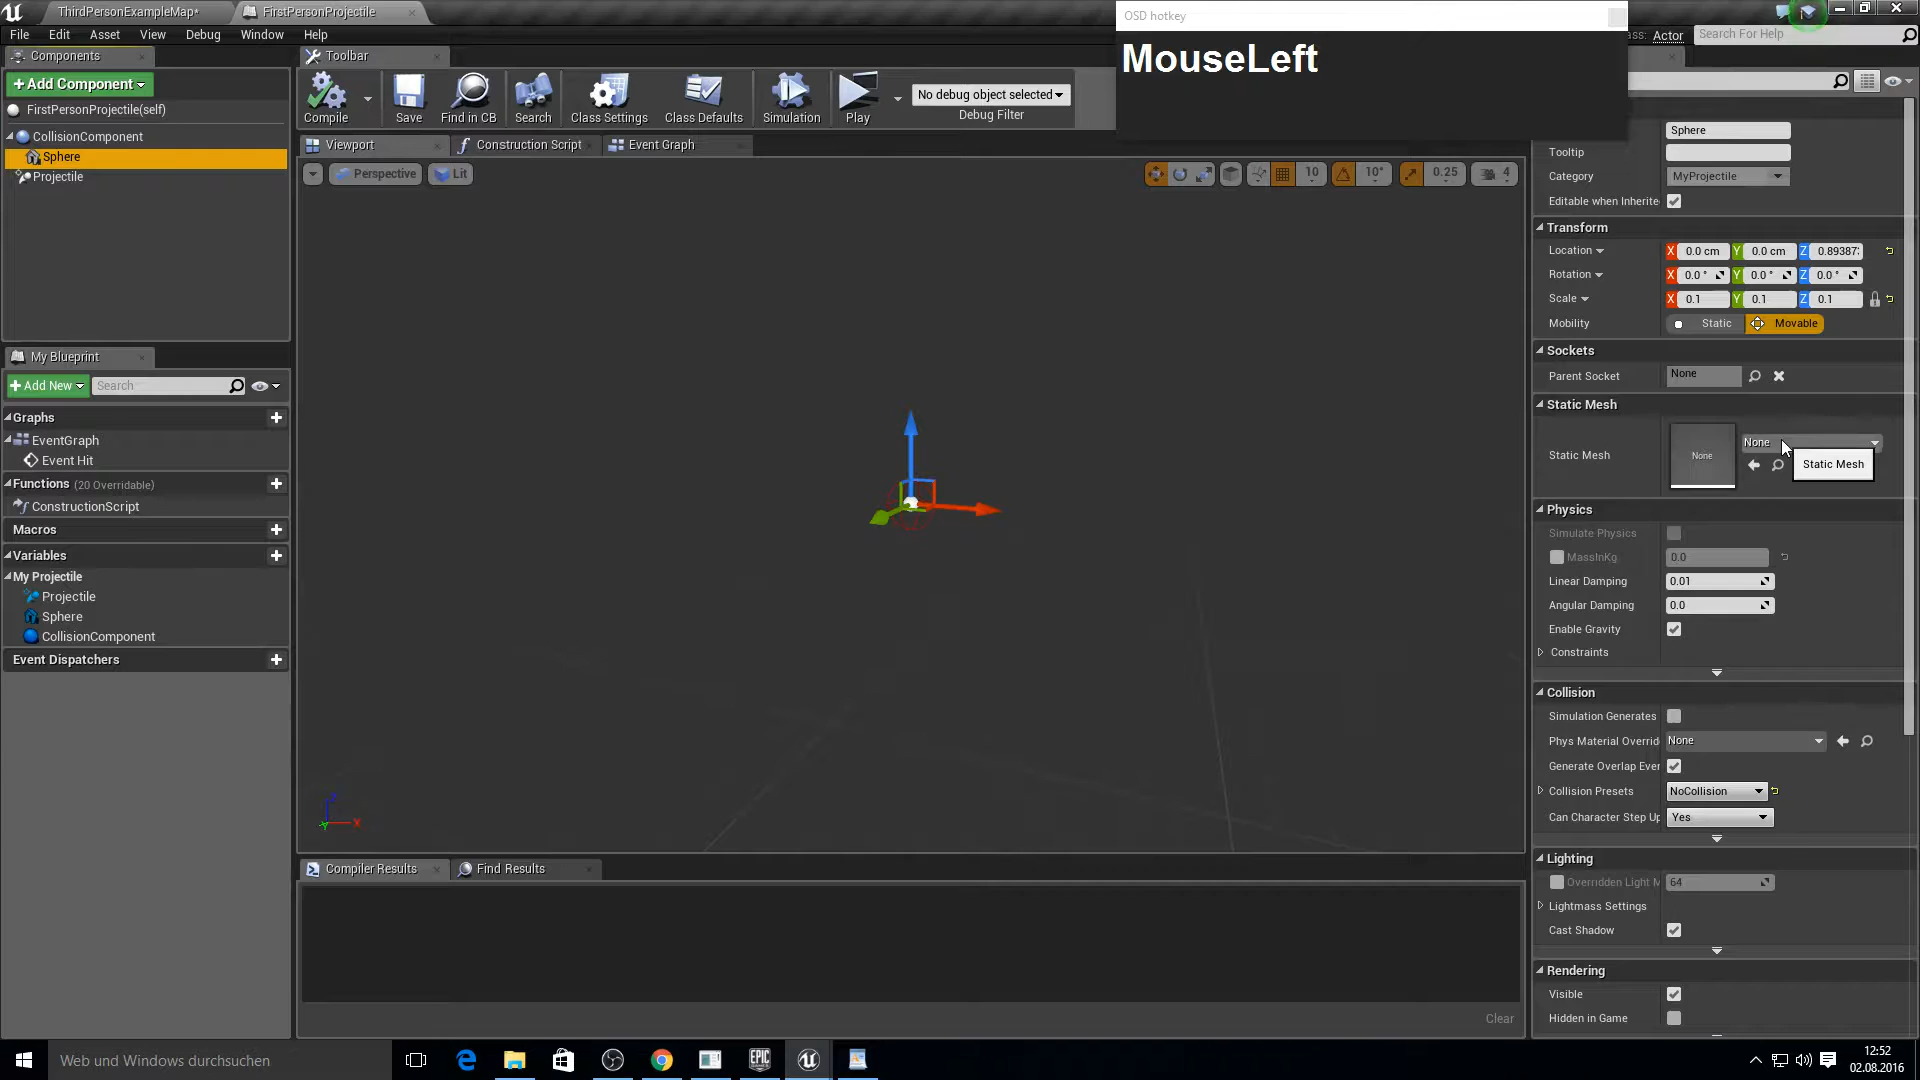 ThirdPersonExampleMap*
FirstPersonProjectile
OSD hotkey
MouseLeft
File
Edit
Asset
View
Debug
Window
Help
ass: Actor
Search For Help
Components
Toolbar
+Add Component
Compile
Save
Find in CB
Search
Class Settings
Class Defaults
Simulation
Play
No debug object selected
Debug Filter
FirstPersonProjectile(self)
CollisionComponent
Sphere
Projectile
Viewport
Construction Script
Event Graph
Perspective
Lit
10
10°
0.25
4
Sphere
Tooltip
Category
MyProjectile
Editable when Inherite
Transform
Location
X 0.0 cm Y 0.0 cm Z 0.89387
Rotation
X 0.0 ° Y 0.0 ° Z 0.0 °
Scale
X 0.1 Y 0.1 Z 0.1
Mobility
Static
Movable
Sockets
Parent Socket
None
Static Mesh
Static Mesh
None
None
Static Mesh
Physics
Simulate Physics
MassInKg
0.0
Linear Damping
0.01
Angular Damping
0.0
Enable Gravity
Constraints
Collision
Simulation Generates
Phys Material Overrid
None
Generate Overlap Ever
Collision Presets
NoCollision
Can Character Step Up
Yes
Lighting
Overridden Light M
64
Lightmass Settings
Cast Shadow
Rendering
Visible
Hidden in Game
My Blueprint
+Add New
Search
Graphs
EventGraph
Event Hit
Functions (20 Overridable)
ConstructionScript
Macros
Variables
My Projectile
Projectile
Sphere
CollisionComponent
Event Dispatchers
Z
X
Y
Compiler Results
Find Results
Clear
Web und Windows durchsuchen
EPIC
12:52
02.08.2016